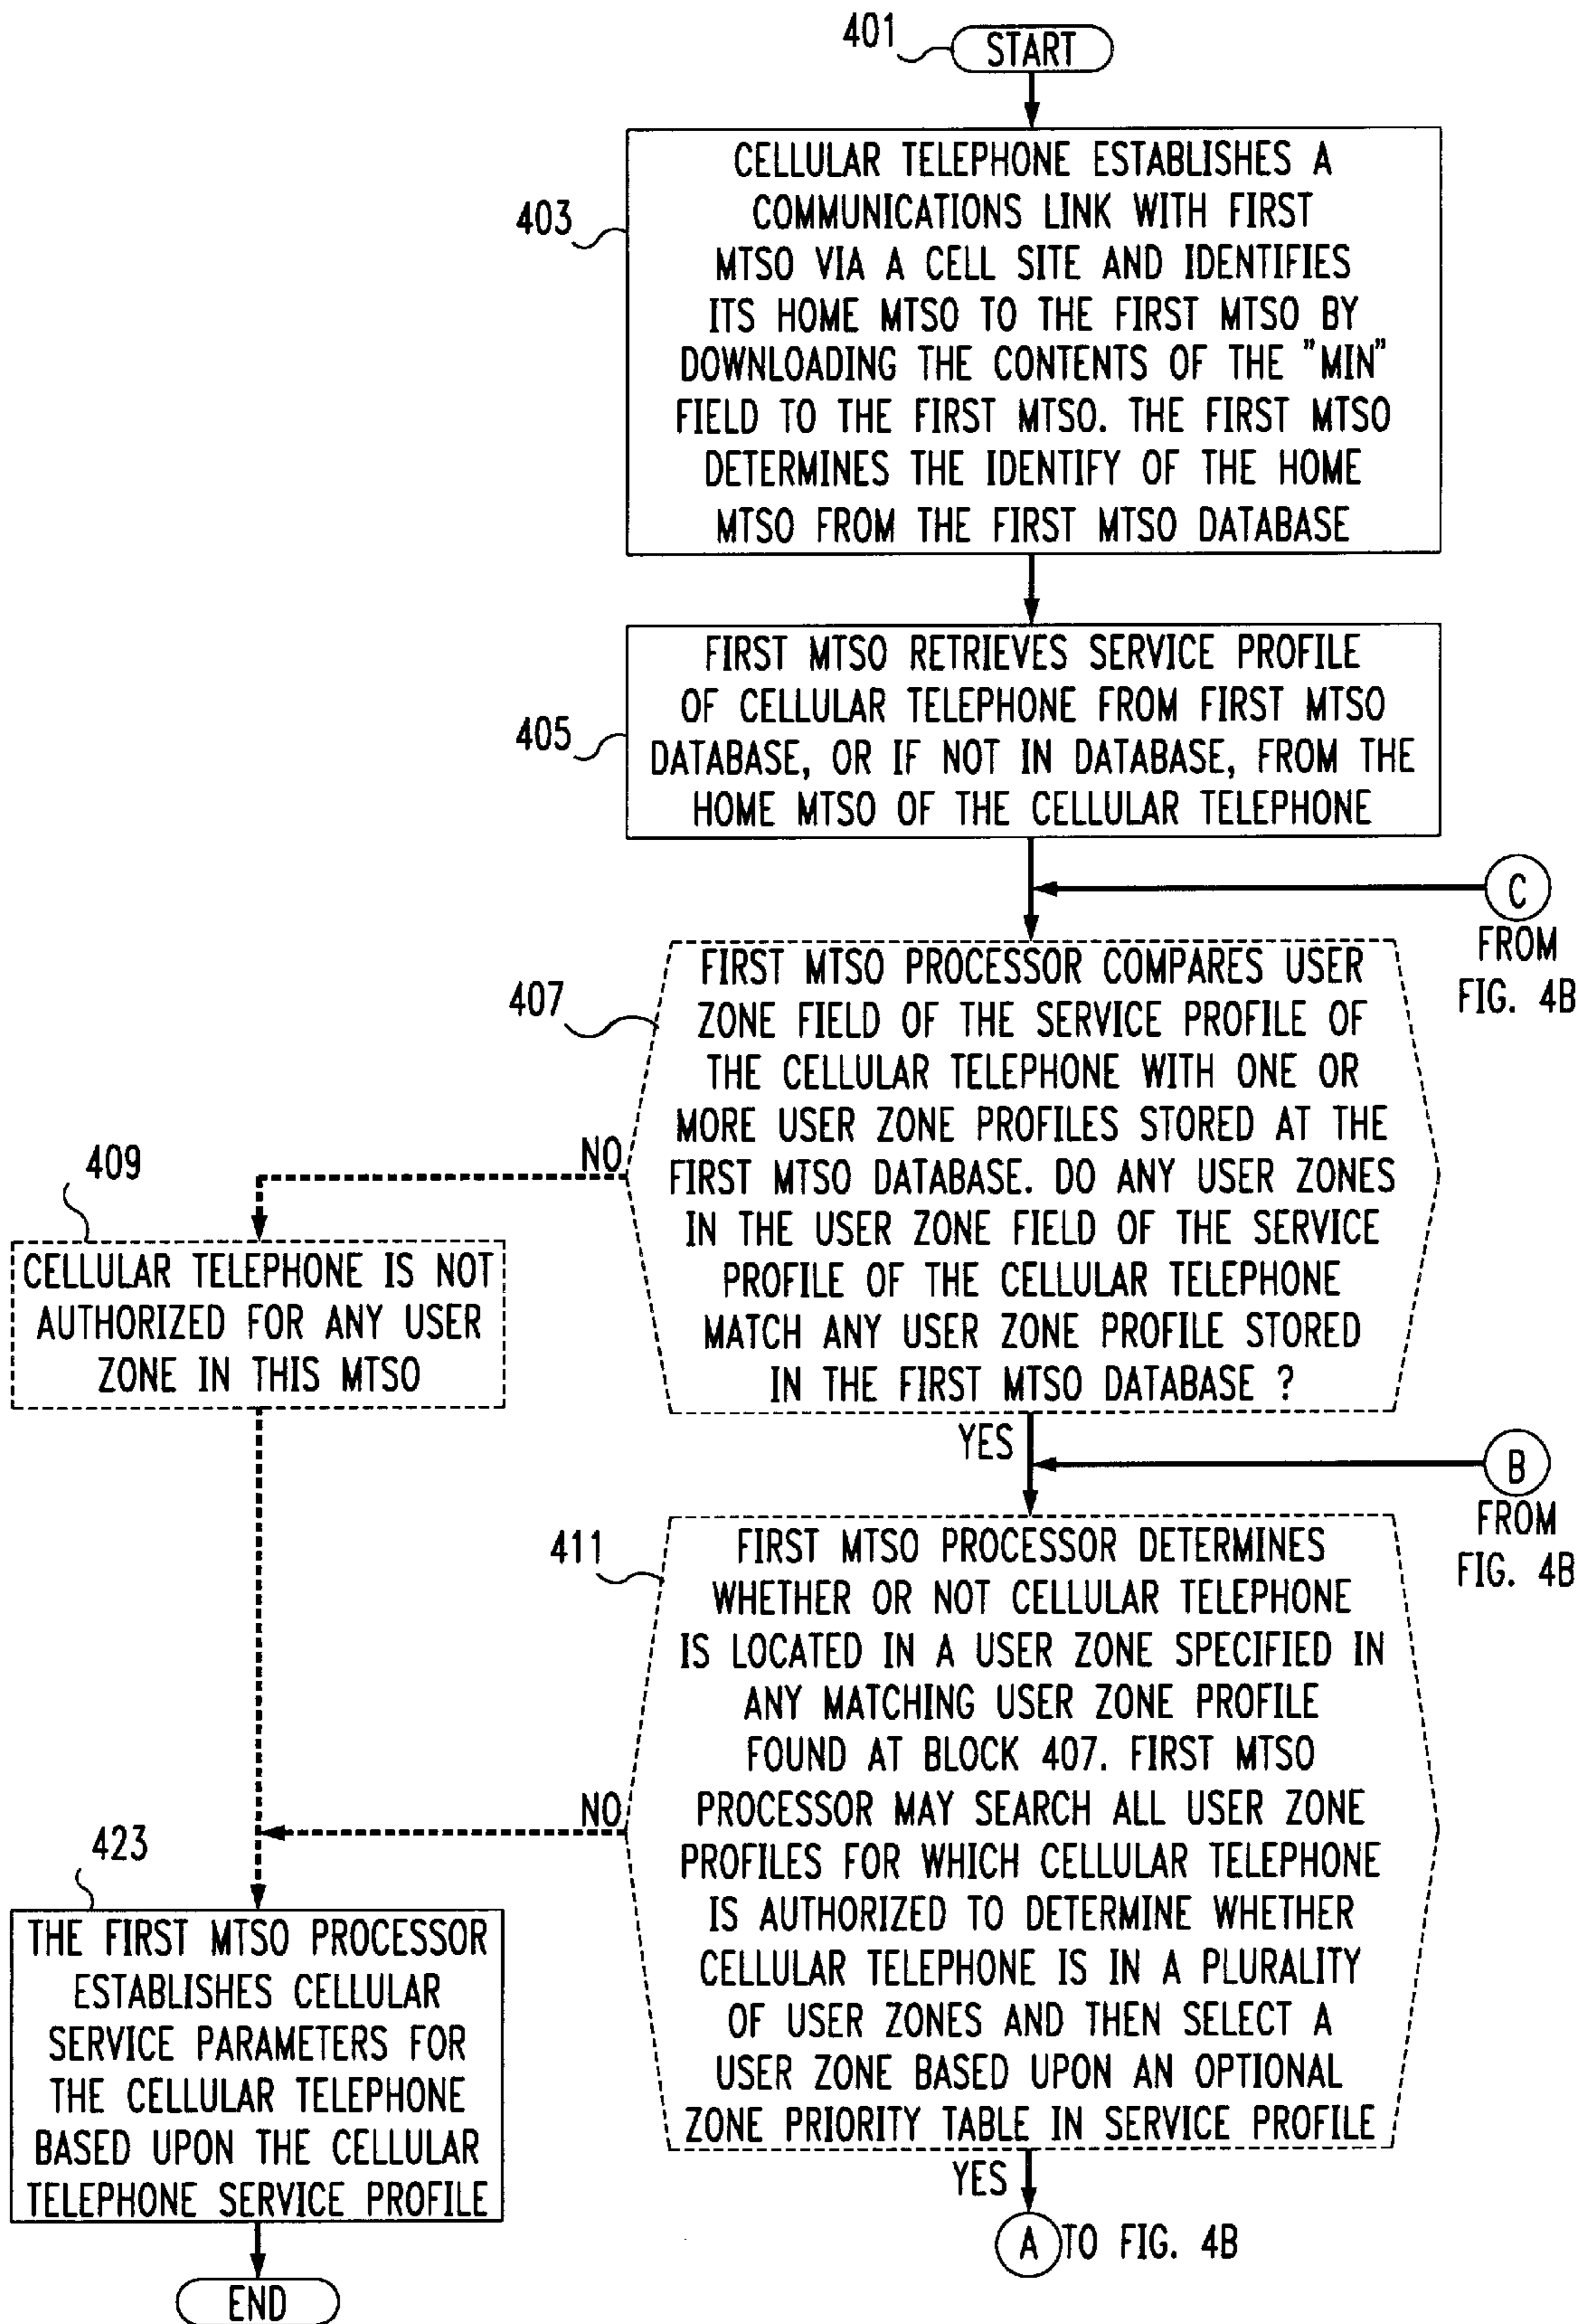 401
START
403
CELLULAR TELEPHONE ESTABLISHES A
COMMUNICATIONS LINK WITH FIRST
MTSO VIA A CELL SITE AND IDENTIFIES
ITS HOME MTSO TO THE FIRST MTSO BY
DOWNLOADING THE CONTENTS OF THE "MIN"
FIELD TO THE FIRST MTSO. THE FIRST MTSO
DETERMINES THE IDENTIFY OF THE HOME
MTSO FROM THE FIRST MTSO DATABASE
405
FIRST MTSO RETRIEVES SERVICE PROFILE
OF CELLULAR TELEPHONE FROM FIRST MTSO
DATABASE, OR IF NOT IN DATABASE, FROM THE
HOME MTSO OF THE CELLULAR TELEPHONE
C
FROM
FIG. 4B
407
FIRST MTSO PROCESSOR COMPARES USER
ZONE FIELD OF THE SERVICE PROFILE OF
THE CELLULAR TELEPHONE WITH ONE OR
MORE USER ZONE PROFILES STORED AT THE
FIRST MTSO DATABASE. DO ANY USER ZONES
IN THE USER ZONE FIELD OF THE SERVICE
PROFILE OF THE CELLULAR TELEPHONE
MATCH ANY USER ZONE PROFILE STORED
IN THE FIRST MTSO DATABASE ?
NO
409
CELLULAR TELEPHONE IS NOT
AUTHORIZED FOR ANY USER
ZONE IN THIS MTSO
YES
B
FROM
FIG. 4B
411
FIRST MTSO PROCESSOR DETERMINES
WHETHER OR NOT CELLULAR TELEPHONE
IS LOCATED IN A USER ZONE SPECIFIED IN
ANY MATCHING USER ZONE PROFILE
FOUND AT BLOCK 407. FIRST MTSO
PROCESSOR MAY SEARCH ALL USER ZONE
PROFILES FOR WHICH CELLULAR TELEPHONE
IS AUTHORIZED TO DETERMINE WHETHER
CELLULAR TELEPHONE IS IN A PLURALITY
OF USER ZONES AND THEN SELECT A
USER ZONE BASED UPON AN OPTIONAL
ZONE PRIORITY TABLE IN SERVICE PROFILE
NO
423
THE FIRST MTSO PROCESSOR
ESTABLISHES CELLULAR
SERVICE PARAMETERS FOR
THE CELLULAR TELEPHONE
BASED UPON THE CELLULAR
TELEPHONE SERVICE PROFILE
YES
A TO FIG. 4B
END